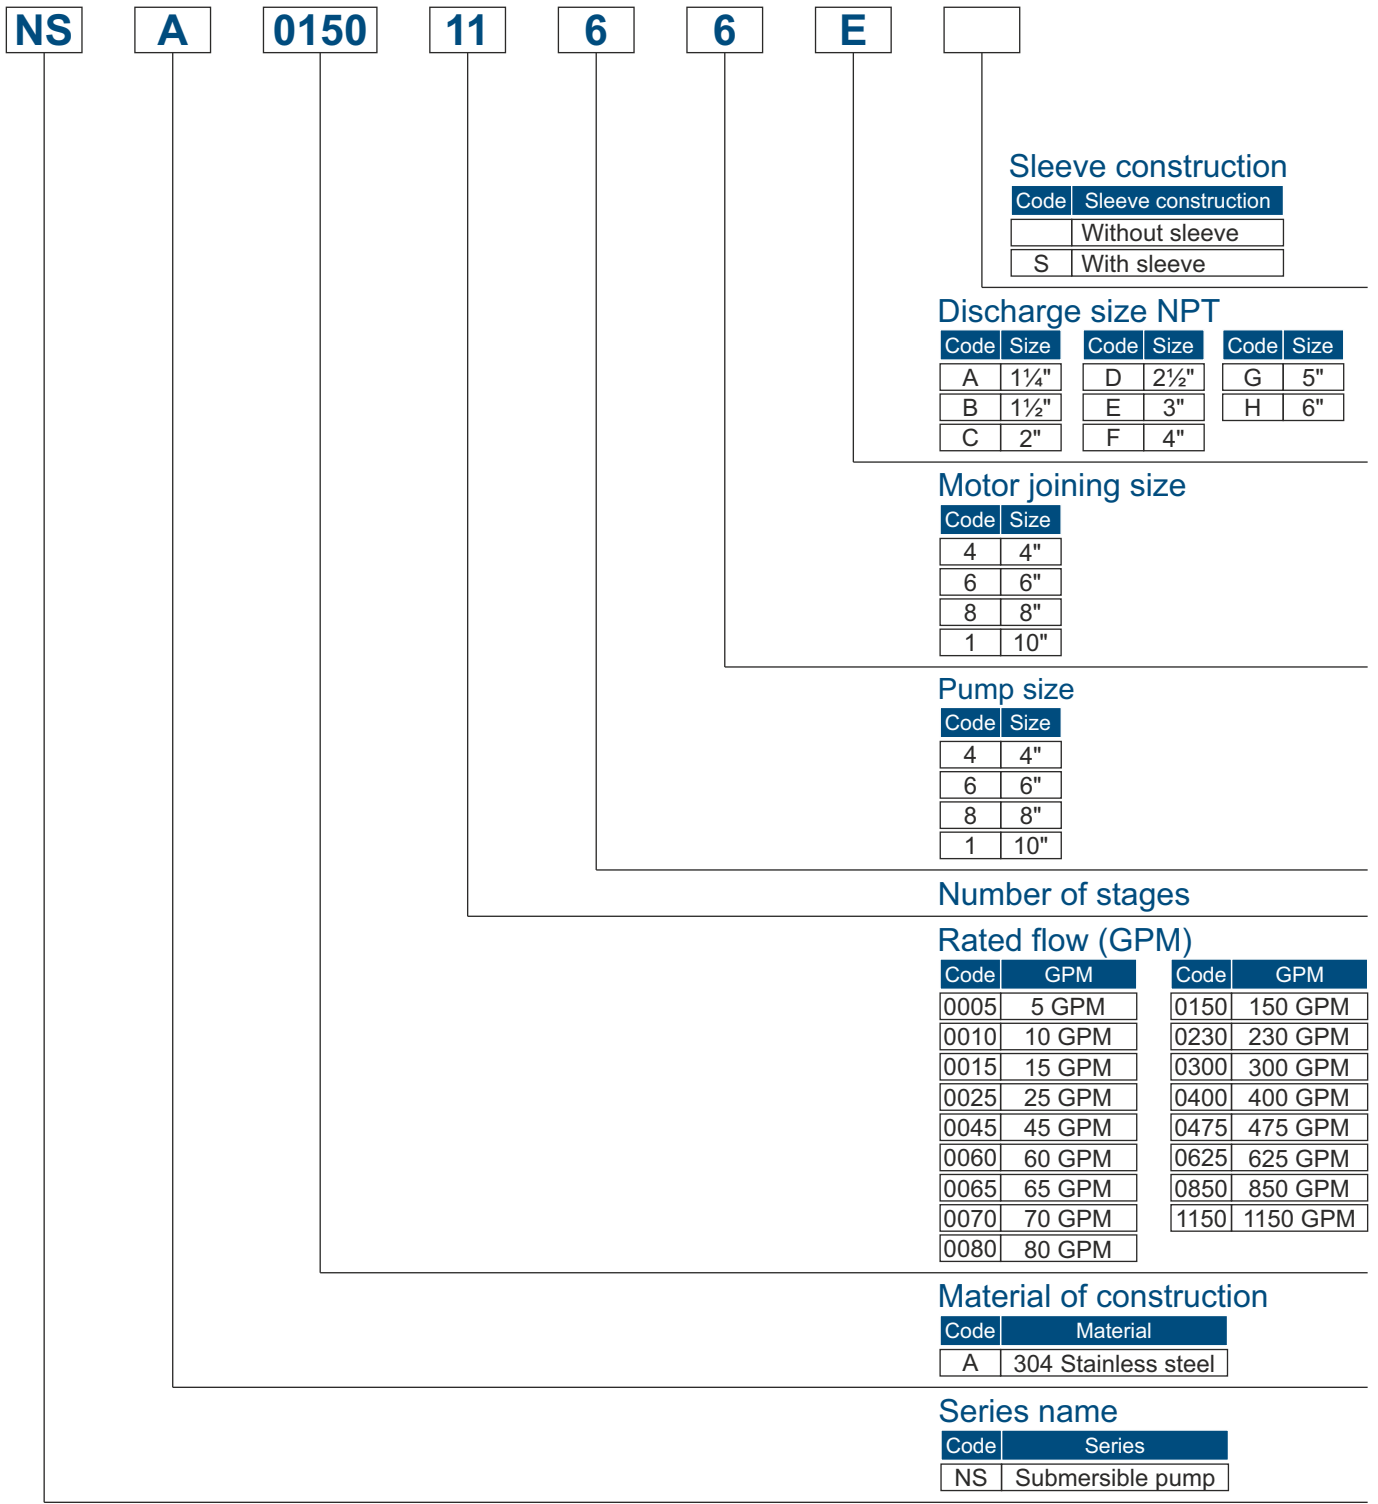 NS A 0150 11 6 6 E
Sleeve construction
Code Sleeve construction
Without sleeve
S With sleeve
Discharge size NPT
Code Size Code Size Code Size
A 1¼" D 2½" G 5"
B 1½" E 3" H 6"
C 2" F 4"
Motor joining size
Code Size
4 4"
6 6"
8 8"
1 10"
Pump size
Code Size
4 4"
6 6"
8 8"
1 10"
Number of stages
Rated flow (GPM)
Code GPM Code GPM
0005 5 GPM 0150 150 GPM
0010 10 GPM 0230 230 GPM
0015 15 GPM 0300 300 GPM
0025 25 GPM 0400 400 GPM
0045 45 GPM 0475 475 GPM
0060 60 GPM 0625 625 GPM
0065 65 GPM 0850 850 GPM
0070 70 GPM 1150 1150 GPM
0080 80 GPM
Material of construction
Code Material
A 304 Stainless steel
Series name
Code Series
NS Submersible pump